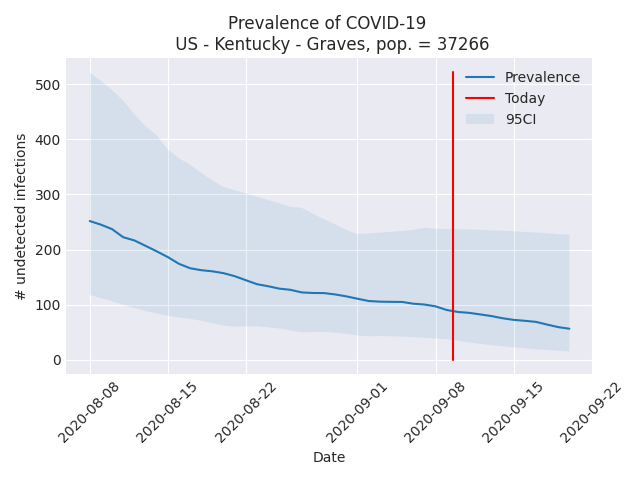 Prevalence of COVID-19
US - Kentucky - Graves, pop. = 37266
500
400
300
200
100
0
# undetected infections
Prevalence
Today
95CI
2020-08-08
2020-08-15
2020-08-22
2020-09-01
2020-09-08
2020-09-15
2020-09-22
Date